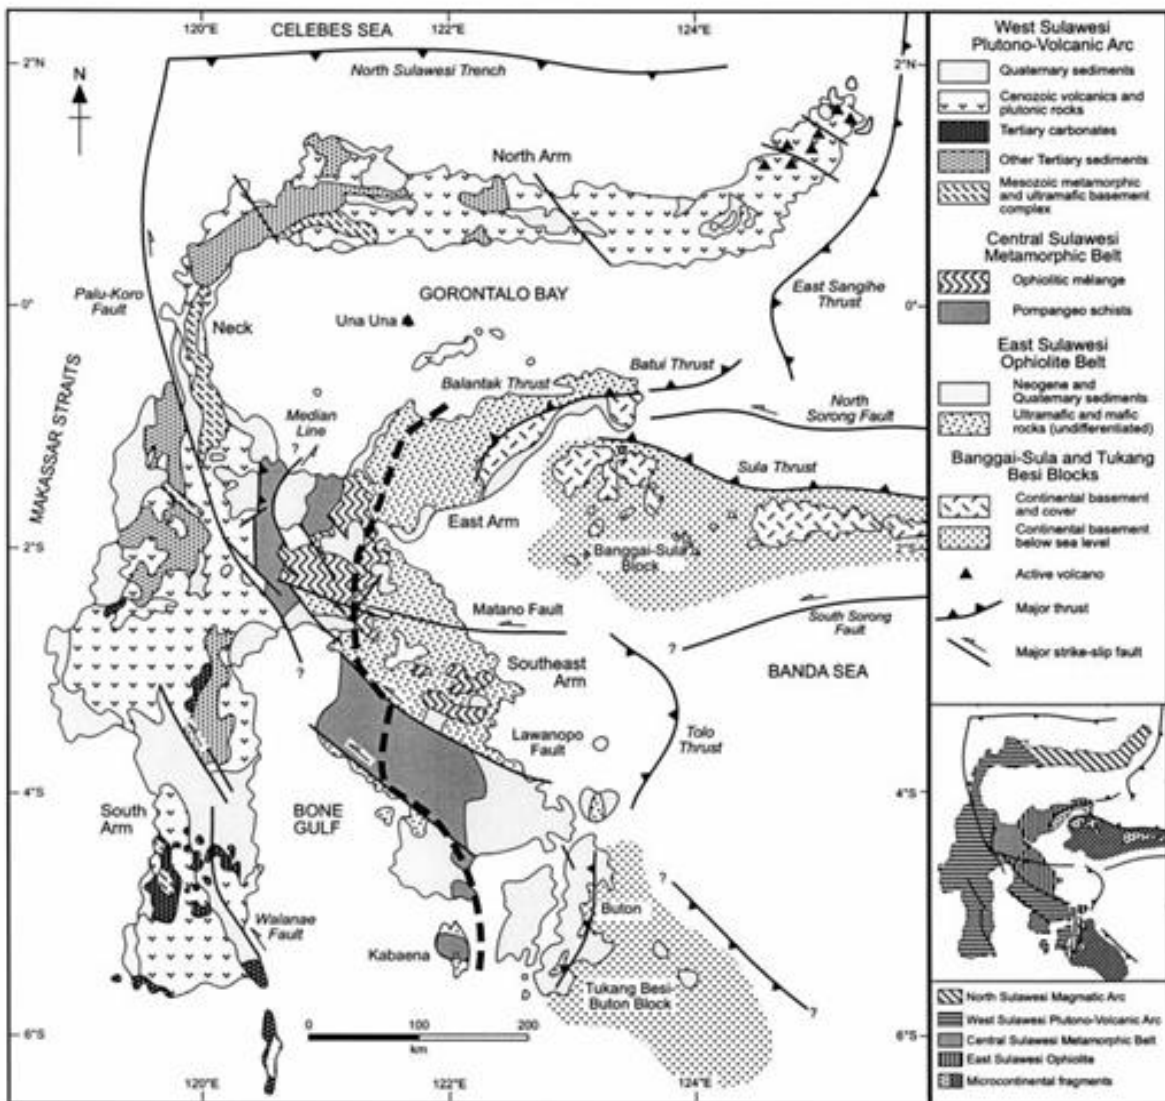 120°E
122°E
124°E
CELEBES SEA
2°N
2°N
North Sulawesi Trench
N
North Arm
Palu-Koro
Fault
East Sangihe
Thrust
0°
0°
GORONTALO BAY
Una Una
Neck
MAKASSAR STRAITS
Batui Thrust
Balantak Thrust
Median
Line
?
North
Sorong Fault
Sula Thrust
East Arm
2°S
2°S
Banggai-Sula
Block
Matano Fault
South Sorong
Fault
?
?
?
Southeast
Arm
BANDA SEA
Lawanopo
Fault
Tolo
Thrust
4°S
4°S
South
Arm
BONE
GULF
?
Walanae
Fault
Buton
Kabaena
Tukang Besi-
Buton Block
?
0
100
200
km
6°S
6°S
120°E
122°E
124°E
West Sulawesi
Plutono-Volcanic Arc
Quaternary sediments
Cenozoic volcanics and
plutonic rocks
Tertiary carbonates
Other Tertiary sediments
Mesozoic metamorphic
and ultramafic basement
complex
Central Sulawesi
Metamorphic Belt
Ophiolitic mélange
Pompangeo schists
East Sulawesi
Ophiolite Belt
Neogene and
Quaternary sediments
Ultramafic and mafic
rocks (undifferentiated)
Banggai-Sula and Tukang
Besi Blocks
Continental basement
and cover
Continental basement
below sea level
Active volcano
Major thrust
Major strike-slip fault
North Sulawesi Magmatic Arc
West Sulawesi Plutono-Volcanic Arc
Central Sulawesi Metamorphic Belt
East Sulawesi Ophiolite
Microcontinental fragments